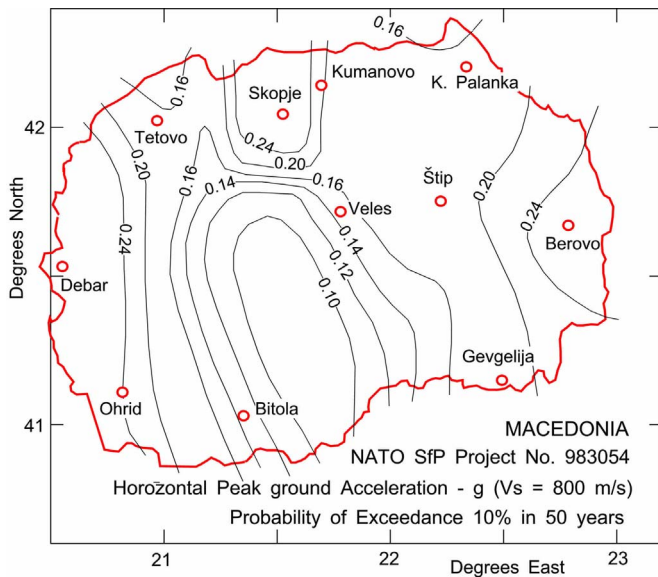 0.16
Kumanovo
K. Palanka
Skopje
0.16
42
Tetovo
0.24
0.20
0.20
0.16
0.16
Štip
0.20
0.14
Veles
0.24
0.14
0.24
Berovo
0.12
Debar
0.10
Gevgelija
Ohrid
Bitola
41
MACEDONIA
NATO SfP Project No. 983054
Horozontal Peak ground Acceleration - g (Vs = 800 m/s)
Probability of Exceedance 10% in 50 years
21
22
23
Degrees East
Degrees North